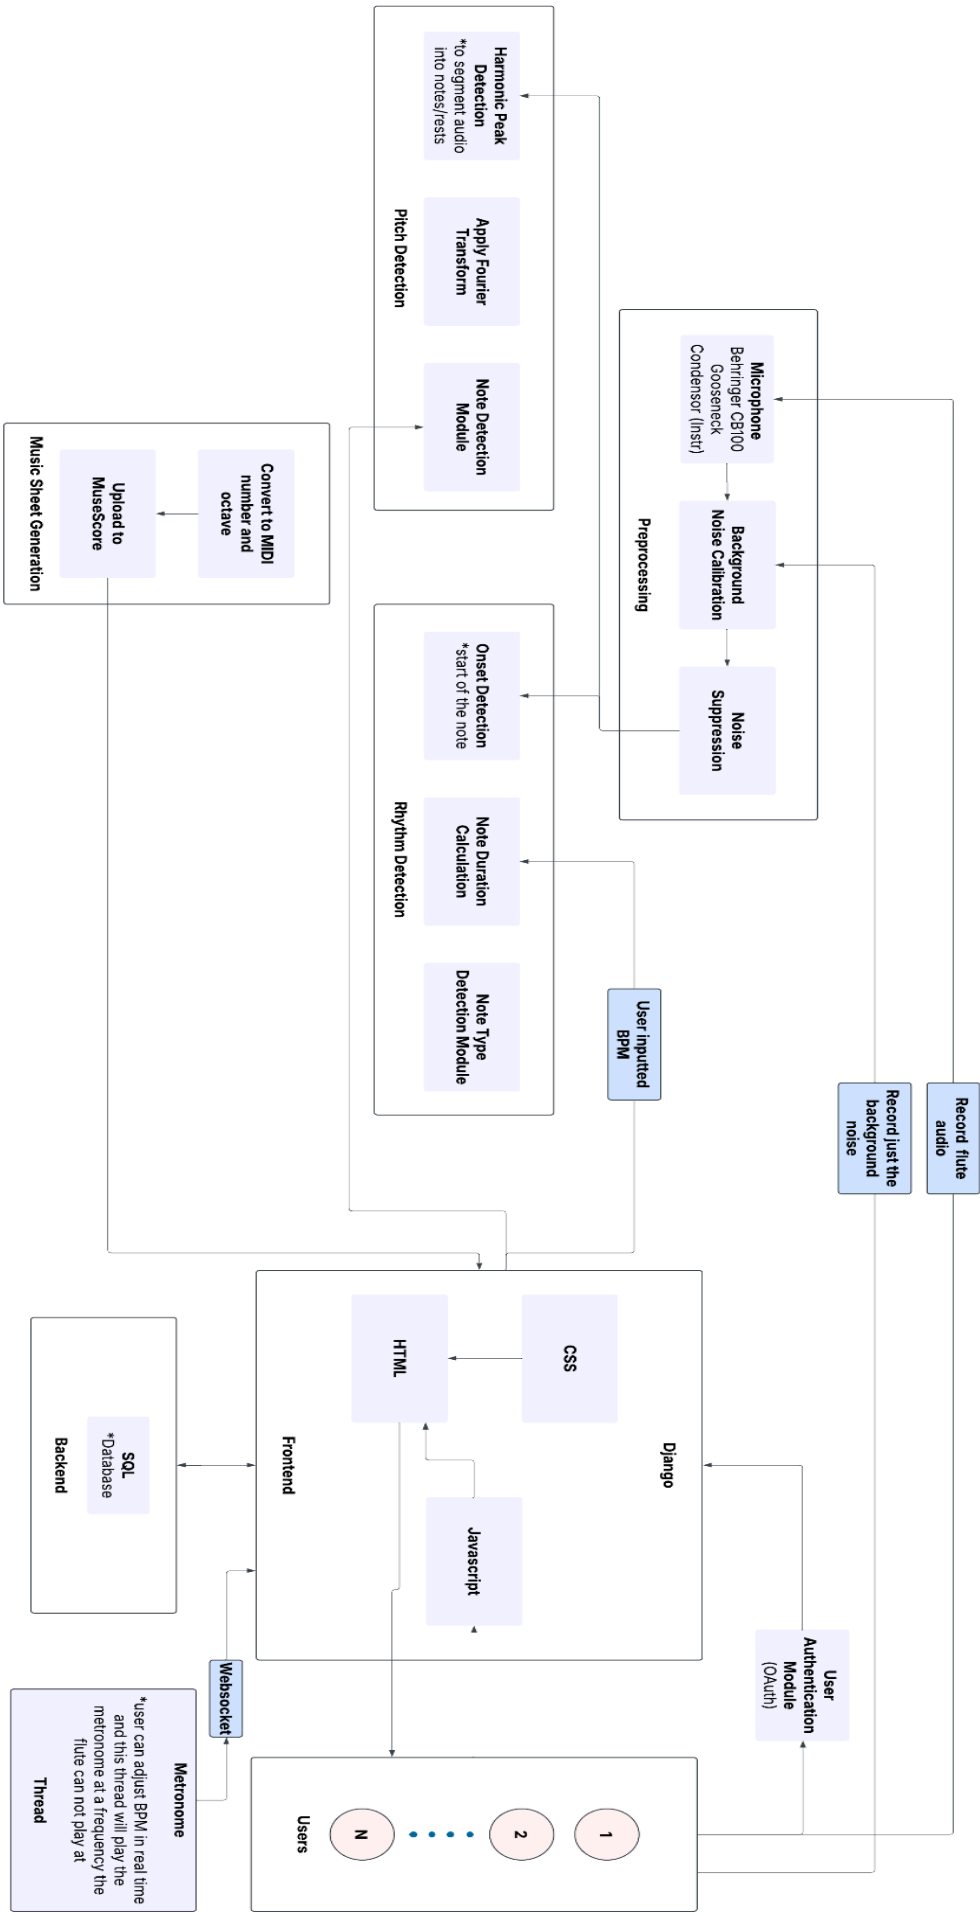 Record flute
audio
Record just the
background
noise
Microphone
Behringer CB100
Gooseneck
Condensor (Instr)
Background
Noise Calibration
Noise
Suppression
Preprocessing
User
Authentication
Module
(OAuth)
User inputted
BPM
Harmonic Peak
Detection
*to segment audio
into notes/rests
Apply Fourier
Transform
Note Detection
Module
Pitch Detection
Onset Detection
*start of the note
Note Duration
Calculation
Note Type
Detection Module
Rhythm Detection
Django
CSS
Javascript
HTML
Frontend
1
2
N
Users
Convert to MIDI
number and
octave
Upload to
MuseScore
Music Sheet Generation
SQL
*Database
Backend
Websocket
Metronome
*user can adjust BPM in real time
and this thread will play the
metronome at a frequency the
flute can not play at
Thread